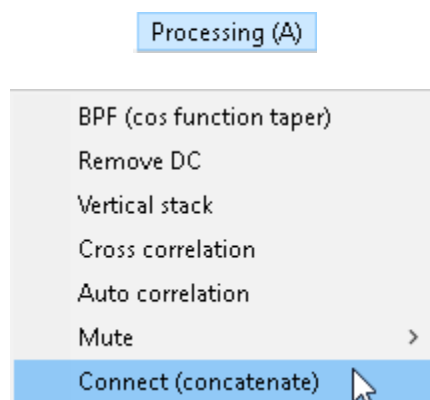 Processing (A)
BPF (cos function taper)
Remove DC
Vertical stack
Cross correlation
Auto correlation
Mute
Connect (concatenate)